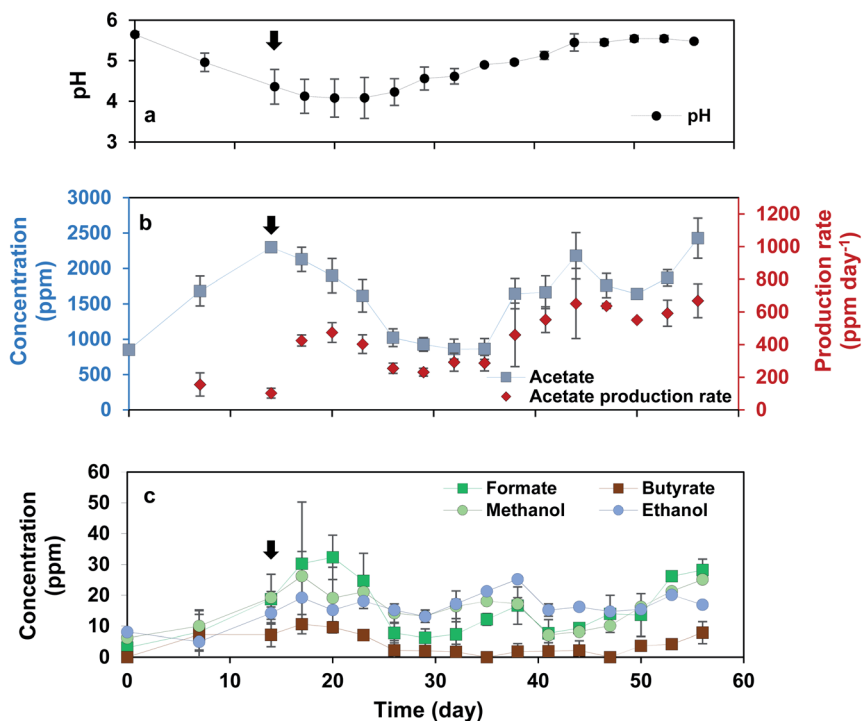 6
5
4
3
pH
a
pH
3000
2500
2000
1500
1000
500
0
Concentration
(ppm)
b
1200
1000
800
600
400
200
0
Production rate
(ppm day-1)
Acetate
Acetate production rate
60
50
40
30
20
10
0
Concentration
(ppm)
c
Formate Butyrate
Methanol Ethanol
0 10 20 30 40 50 60
Time (day)